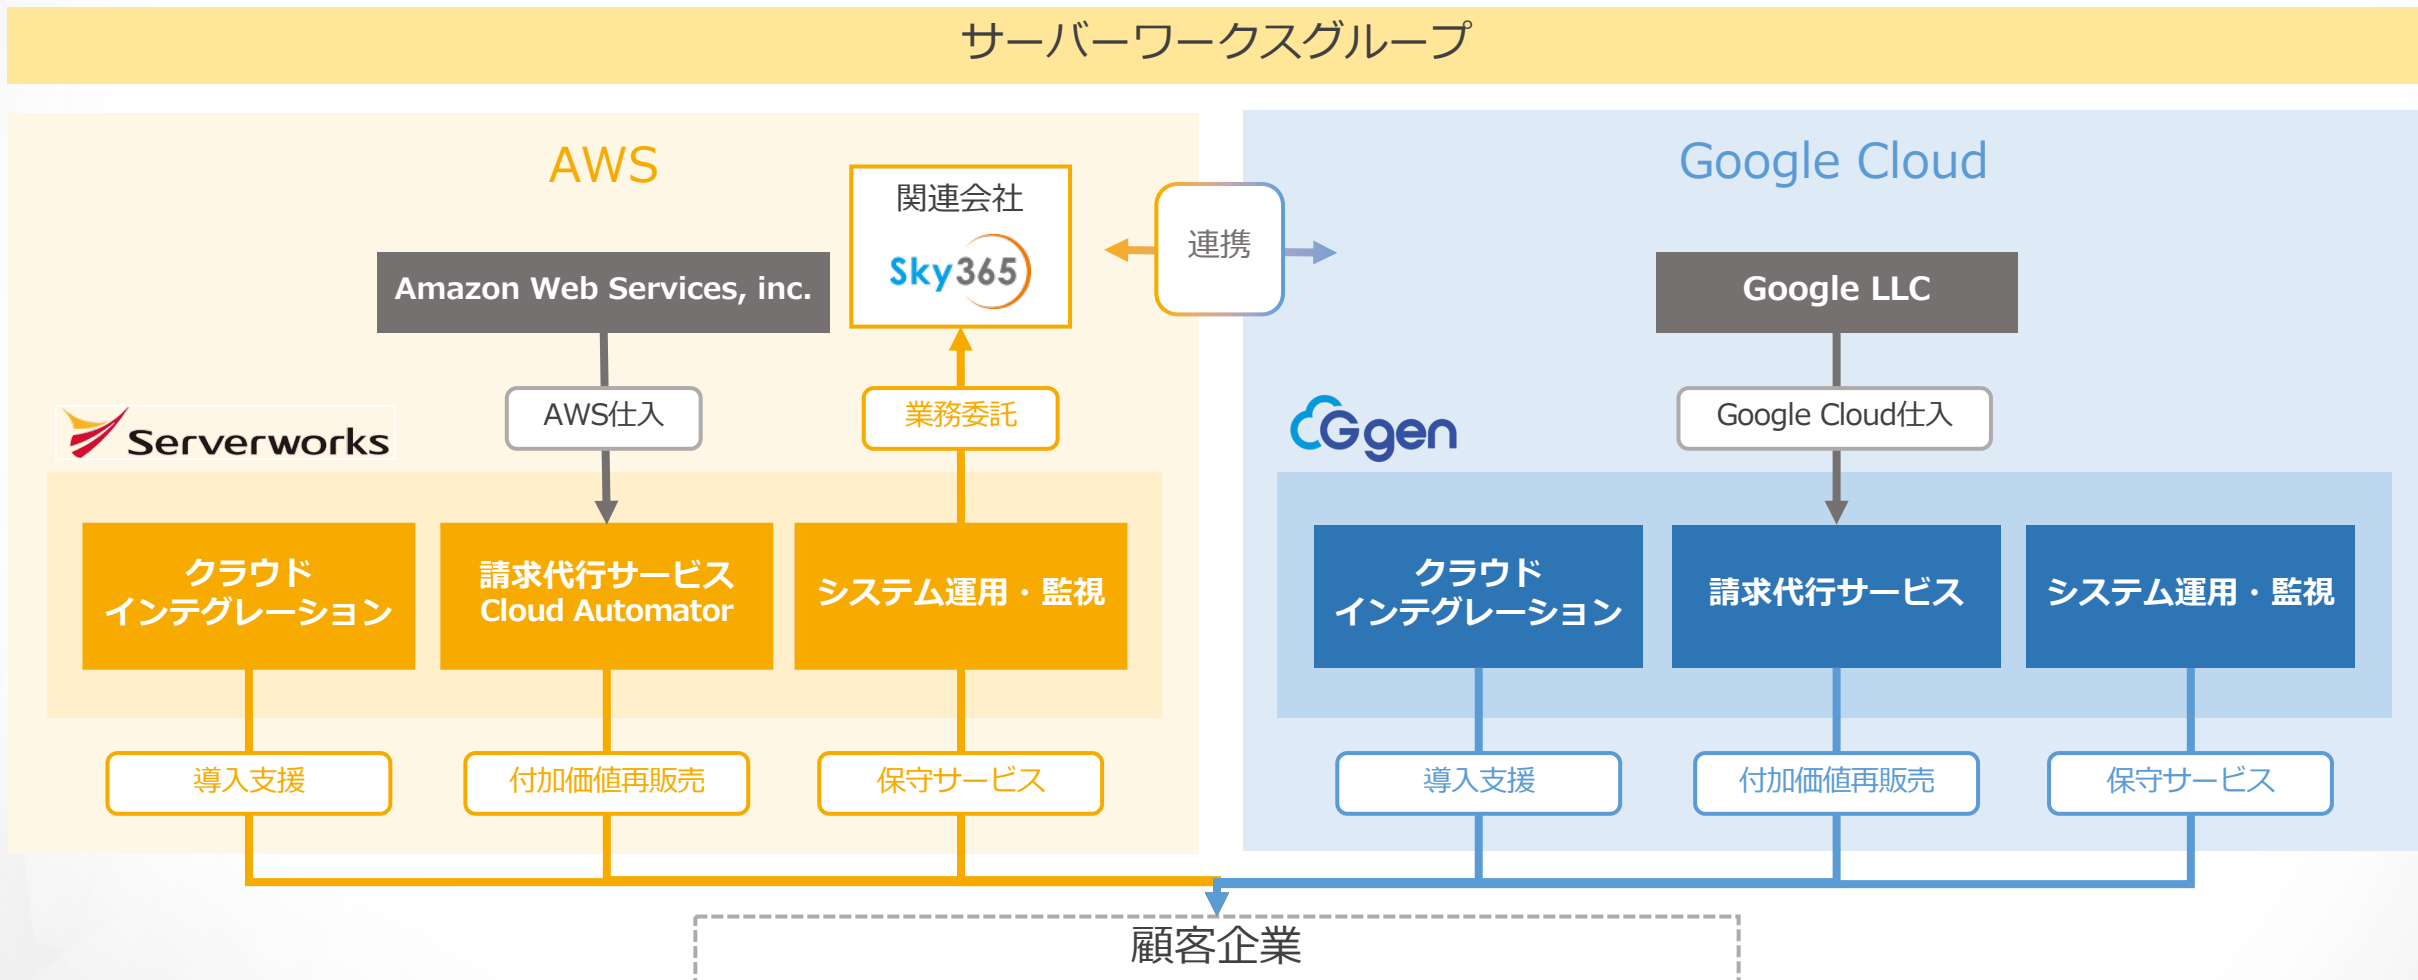 サーバーワークスグループ
AWS
関連会社
Sky365
Amazon Web Services, inc.
AWS仕入
業務委託
Serverworks
クラウド
インテグレーション
請求代行サービス
Cloud Automator
システム運用・監視
導入支援
付加価値再販売
保守サービス
連携
Google Cloud
Google LLC
Google Cloud仕入
Ggen
クラウド
インテグレーション
請求代行サービス
システム運用・監視
導入支援
付加価値再販売
保守サービス
顧客企業